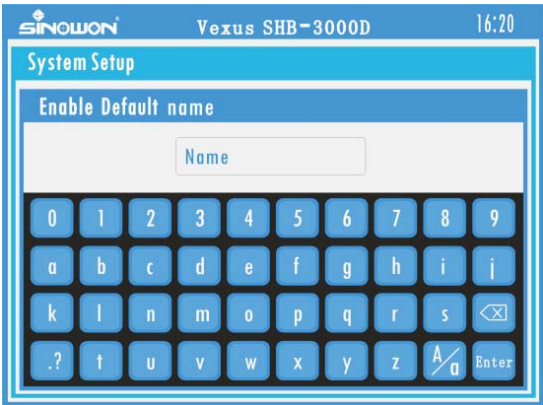 SINOWON Vexus SHB-3000D 16:20
System Setup
Enable Default name
Name
0 1 2 3 4 5 6 7 8 9
a b c d e f g h i j
k l n m o p q r s
.? t u v w x y z A/a Enter